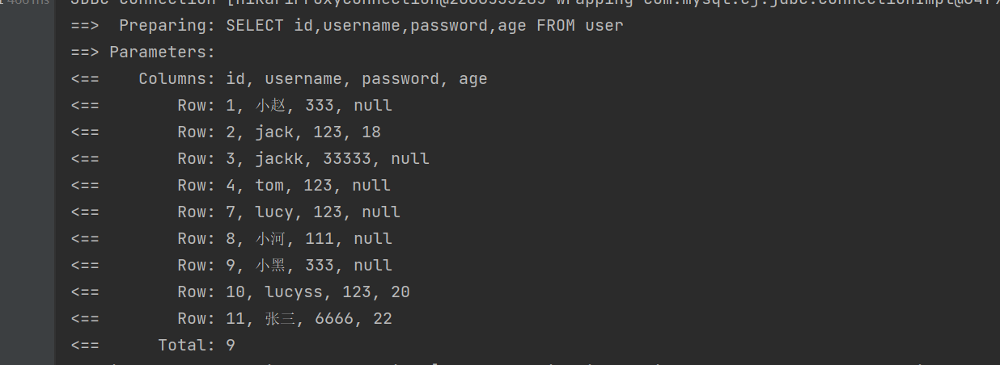 ==>  Preparing: SELECT id,username,password,age FROM user
==> Parameters:
<==    Columns: id, username, password, age
<==        Row: 1, 小赵, 333, null
<==        Row: 2, jack, 123, 18
<==        Row: 3, jackk, 33333, null
<==        Row: 4, tom, 123, null
<==        Row: 7, lucy, 123, null
<==        Row: 8, 小河, 111, null
<==        Row: 9, 小黑, 333, null
<==        Row: 10, lucyss, 123, 20
<==        Row: 11, 张三, 6666, 22
<==      Total: 9